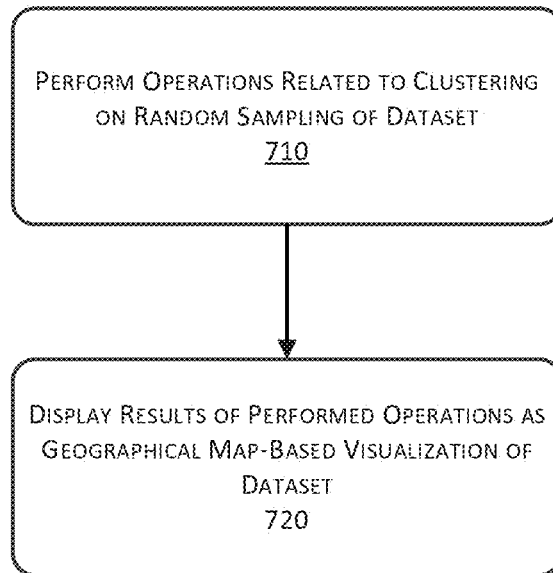 PERFORM OPERATIONS RELATED TO CLUSTERING
ON RANDOM SAMPLING OF DATASET
710
DISPLAY RESULTS OF PERFORMED OPERATIONS AS
GEOGRAPHICAL MAP-BASED VISUALIZATION OF
DATASET
720